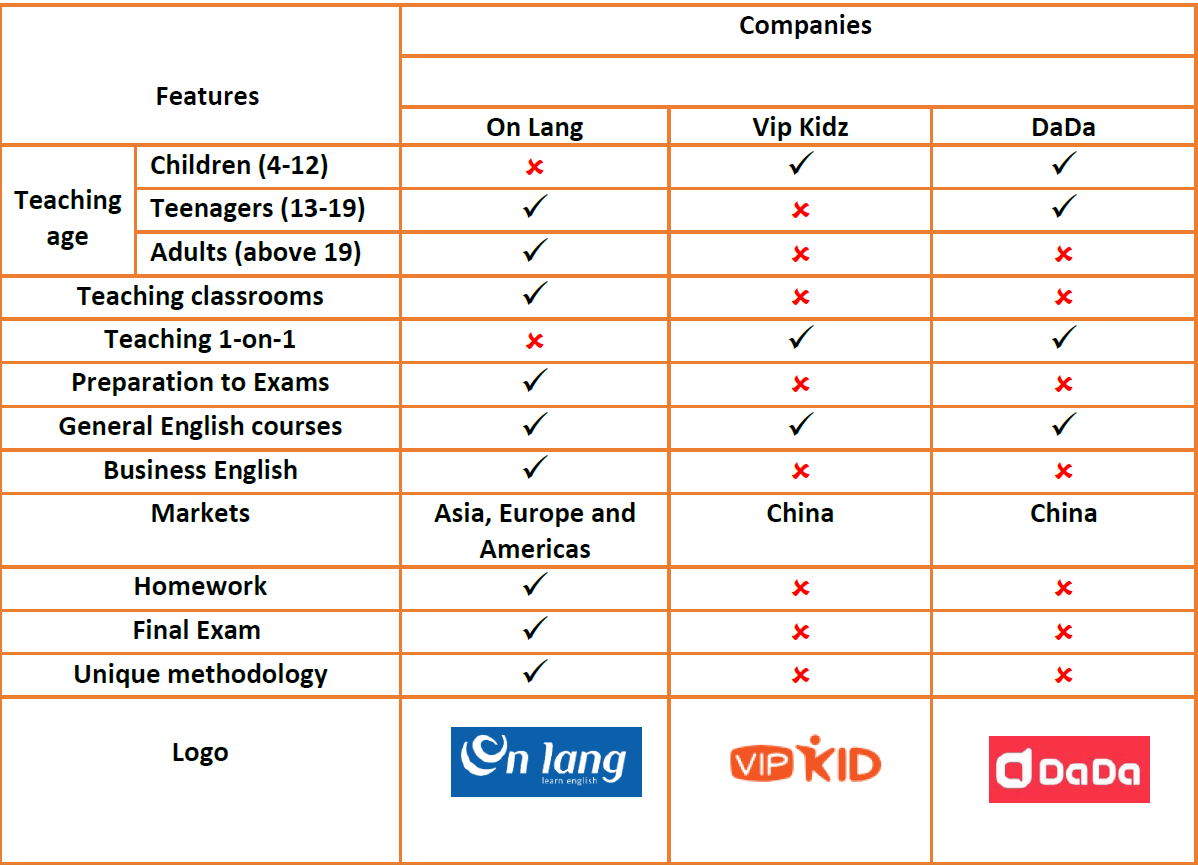 Companies
Features
On Lang Vip Kidz DaDa
Teaching age
Children (4-12) ✘ ✓ ✓
Teenagers (13-19) ✓ ✘ ✓
Adults (above 19) ✓ ✘ ✘
Teaching classrooms ✓ ✘ ✘
Teaching 1-on-1 ✘ ✓ ✓
Preparation to Exams ✓ ✘ ✘
General English courses ✓ ✓ ✓
Business English ✓ ✘ ✘
Markets Asia, Europe and Americas China China
Homework ✓ ✘ ✘
Final Exam ✓ ✘ ✘
Unique methodology ✓ ✘ ✘
Logo
On lang
learn english
VIP KID
DaDa